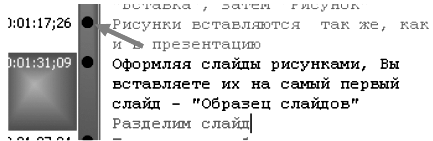 "Вставка", затем "Рисунок"
0:01:17;26 Рисунки вставляются так же, как
и в презентацию
0:01:31;09 Оформляя слайды рисунками, Вы
вставляете их на самый первый
слайд - "Образец слайдов"
Разделим слайд